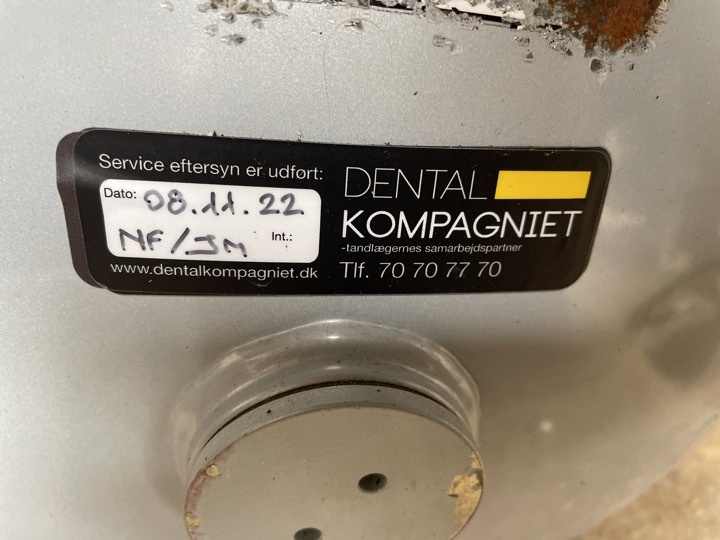 Service eftersyn er udført:
Dato: 08.11.22
NF/JM Int.:
www.dentalkompagniet.dk
DENTAL
KOMPAGNIET
-tandlægernes samarbejdspartner
Tlf. 70 70 77 70